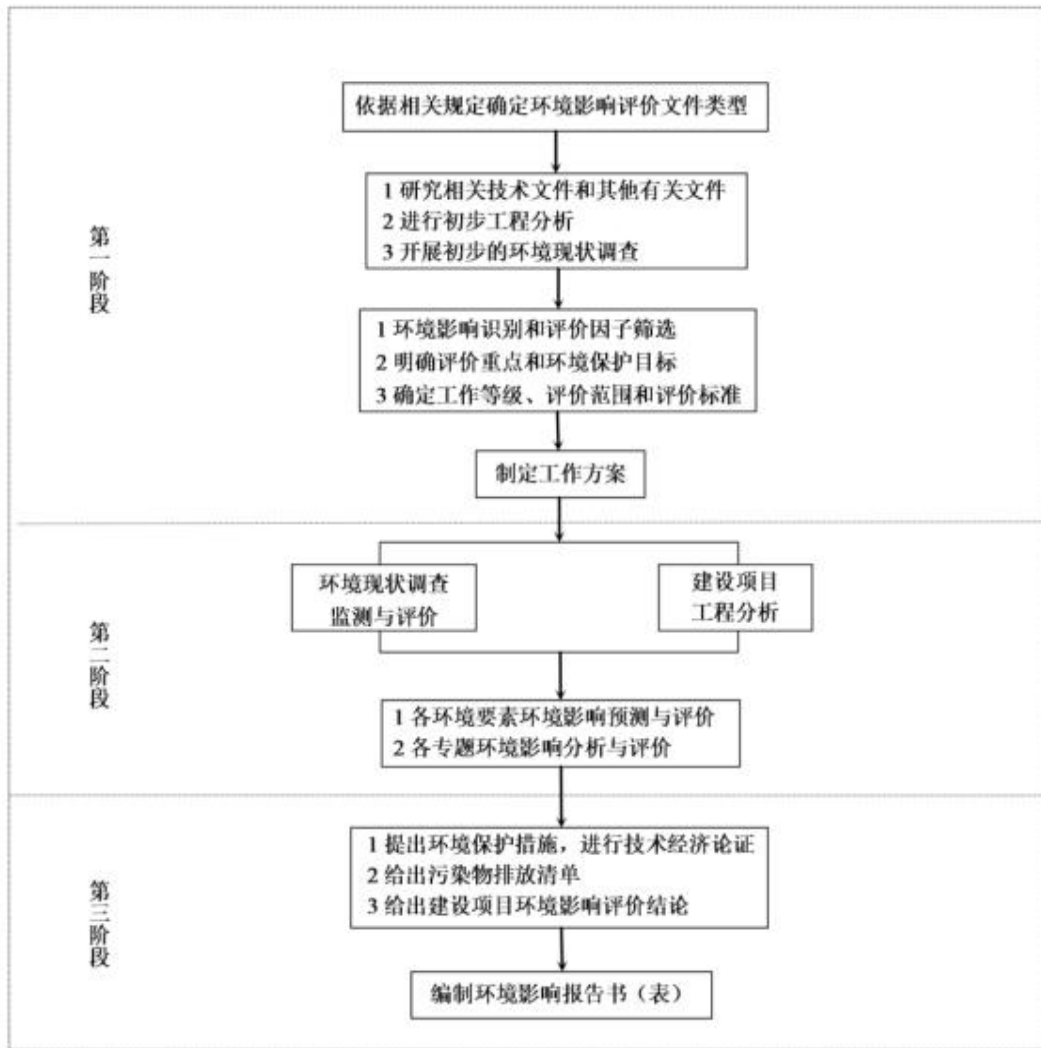 依据相关规定确定环境影响评价文件类型
1 研究相关技术文件和其他有关文件
2 进行初步工程分析
3 开展初步的环境现状调查
第一阶段
1 环境影响识别和评价因子筛选
2 明确评价重点和环境保护目标
3 确定工作等级、评价范围和评价标准
制定工作方案
环境现状调查
监测与评价
建设项目
工程分析
第二阶段
1 各环境要素环境影响预测与评价
2 各专题环境影响分析与评价
1 提出环境保护措施，进行技术经济论证
2 给出污染物排放清单
3 给出建设项目环境影响评价结论
第三阶段
编制环境影响报告书（表）